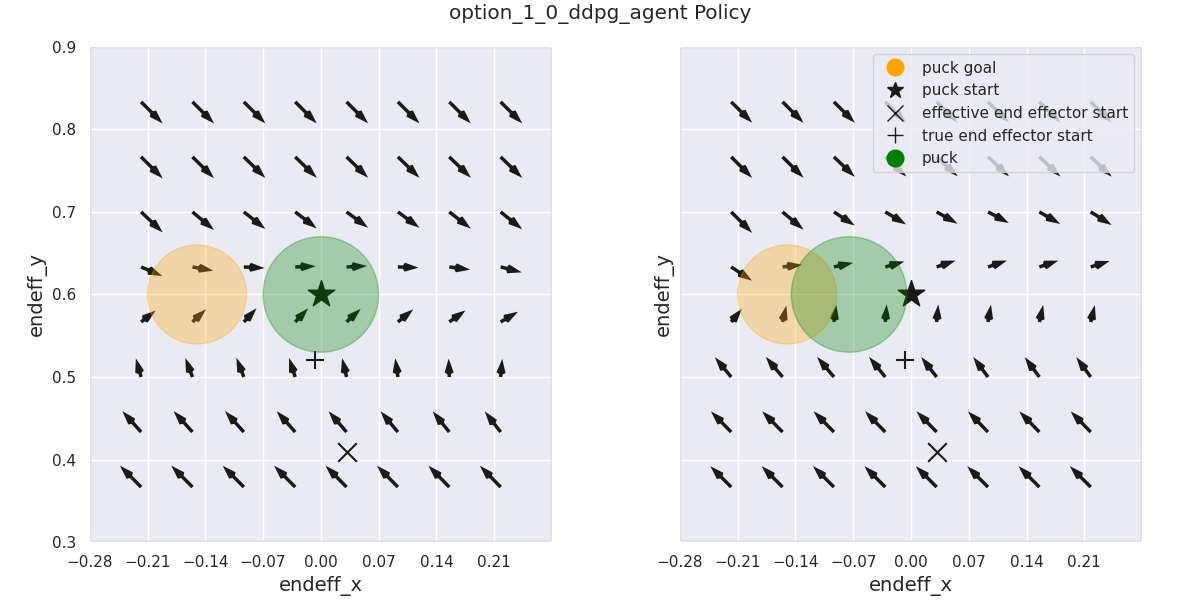 option_1_0_ddpg_agent Policy
0.9
0.8
0.7
0.6
0.5
0.4
0.3
endeff_y
−0.28 −0.21 −0.14 −0.07 0.00 0.07 0.14 0.21
endeff_x
puck goal
puck start
effective end effector start
true end effector start
puck
endeff_y
−0.28 −0.21 −0.14 −0.07 0.00 0.07 0.14 0.21
endeff_x